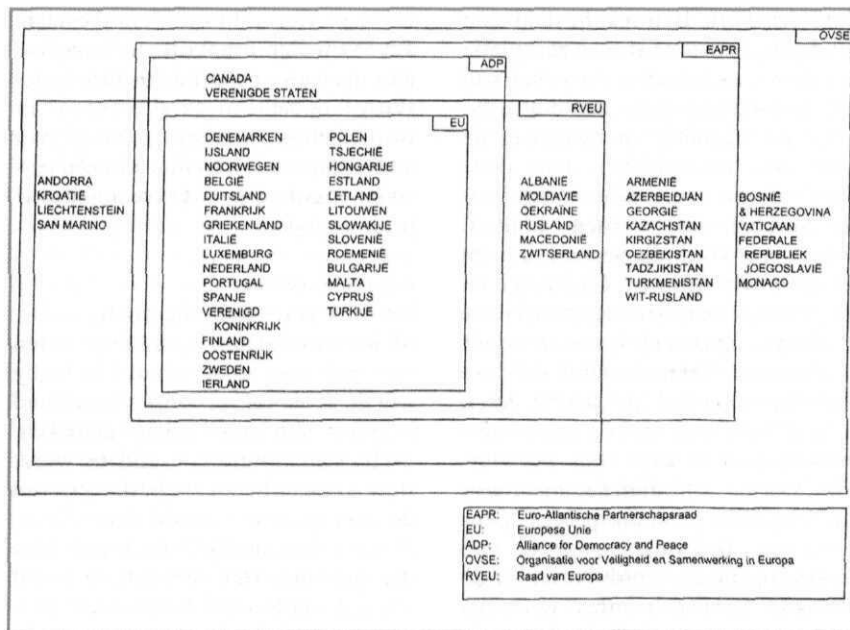 OVSE
EAPR
ADP
CANADA
VERENIGDE STATEN
RVEU
EU
DENEMARKEN
IJSLAND
NOORWEGEN
BELGIË
DUITSLAND
FRANKRIJK
GRIEKENLAND
ITALIË
LUXEMBURG
NEDERLAND
PORTUGAL
SPANJE
VERENIGD
KONINKRIJK
FINLAND
OOSTENRIJK
ZWEDEN
IERLAND
POLEN
TSJECHIË
HONGARIJE
ESTLAND
LETLAND
LITOUWEN
SLOWAKIJE
SLOVENIË
ROEMENIË
BULGARIJE
MALTA
CYPRUS
TURKIJE
ANDORRA
KROATIË
LIECHTENSTEIN
SAN MARINO
ALBANIË
MOLDAVIË
OEKRAÏNE
RUSLAND
MACEDONIË
ZWITSERLAND
ARMENIË
AZERBEIDJAN
GEORGIË
KAZACHSTAN
KIRGIZSTAN
OEZBEKISTAN
TADZJIKISTAN
TURKMENISTAN
WIT-RUSLAND
BOSNIË
& HERZEGOVINA
VATICAAN
FEDERALE
REPUBLIEK
JOEGOSLAVIË
MONACO
EAPR: Euro-Atlantische Partnerschapsraad
EU: Europese Unie
ADP: Alliance for Democracy and Peace
OVSE: Organisatie voor Veiligheid en Samenwerking in Europa
RVEU: Raad van Europa